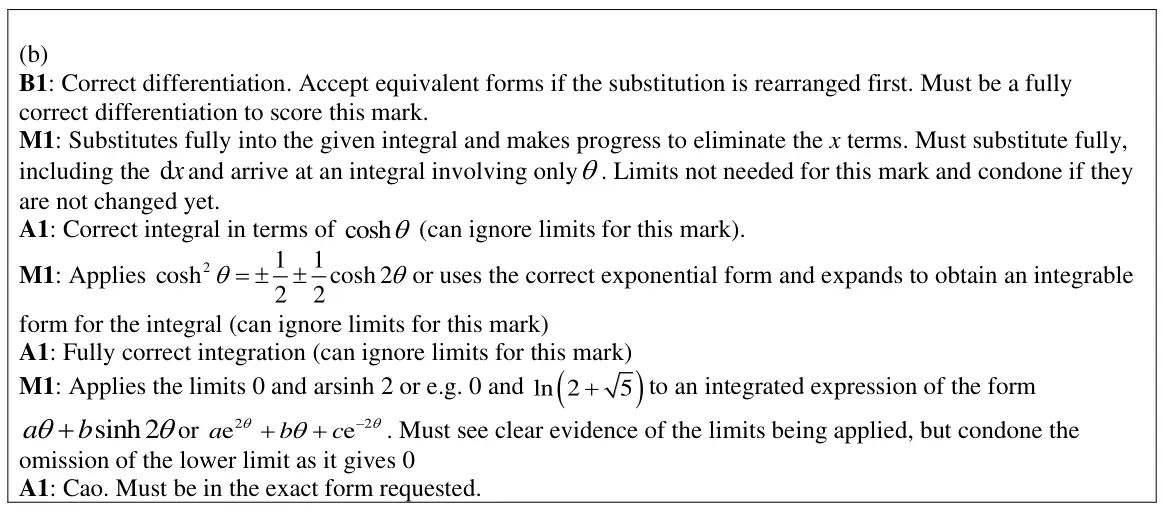 (b)
B1: Correct differentiation. Accept equivalent forms if the substitution is rearranged first. Must be a fully
correct differentiation to score this mark.
M1: Substitutes fully into the given integral and makes progress to eliminate the x terms. Must substitute fully,
including the dx and arrive at an integral involving only θ. Limits not needed for this mark and condone if they
are not changed yet.
A1: Correct integral in terms of cosh θ (can ignore limits for this mark).
M1: Applies cosh² θ = ± 1/2 ± 1/2 cosh 2θ or uses the correct exponential form and expands to obtain an integrable
form for the integral (can ignore limits for this mark)
A1: Fully correct integration (can ignore limits for this mark)
M1: Applies the limits 0 and arsinh 2 or e.g. 0 and ln(2 + √5) to an integrated expression of the form
aθ + b sinh 2θ or ae²ᶿ + bθ + ce⁻²ᶿ. Must see clear evidence of the limits being applied, but condone the
omission of the lower limit as it gives 0
A1: Cao. Must be in the exact form requested.